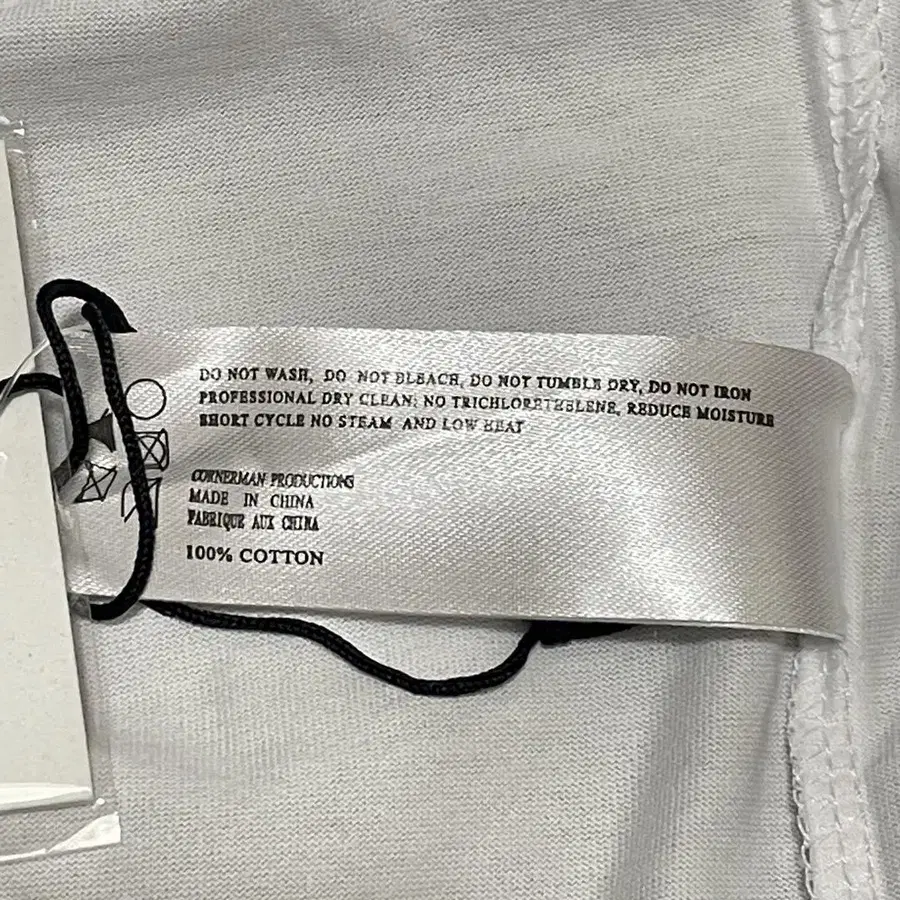 DO NOT WASH, DO NOT BLEACH, DO NOT TUMBLE DRY, DO NOT IRON
PROFESSIONAL DRY CLEAN; NO TRICHLORETHELENE, REDUCE MOISTURE
SHORT CYCLE NO STEAM AND LOW HEAT
CORNERMAN PRODUCTIONS
MADE IN CHINA
FABRIQUE AUX CHINA
100% COTTON